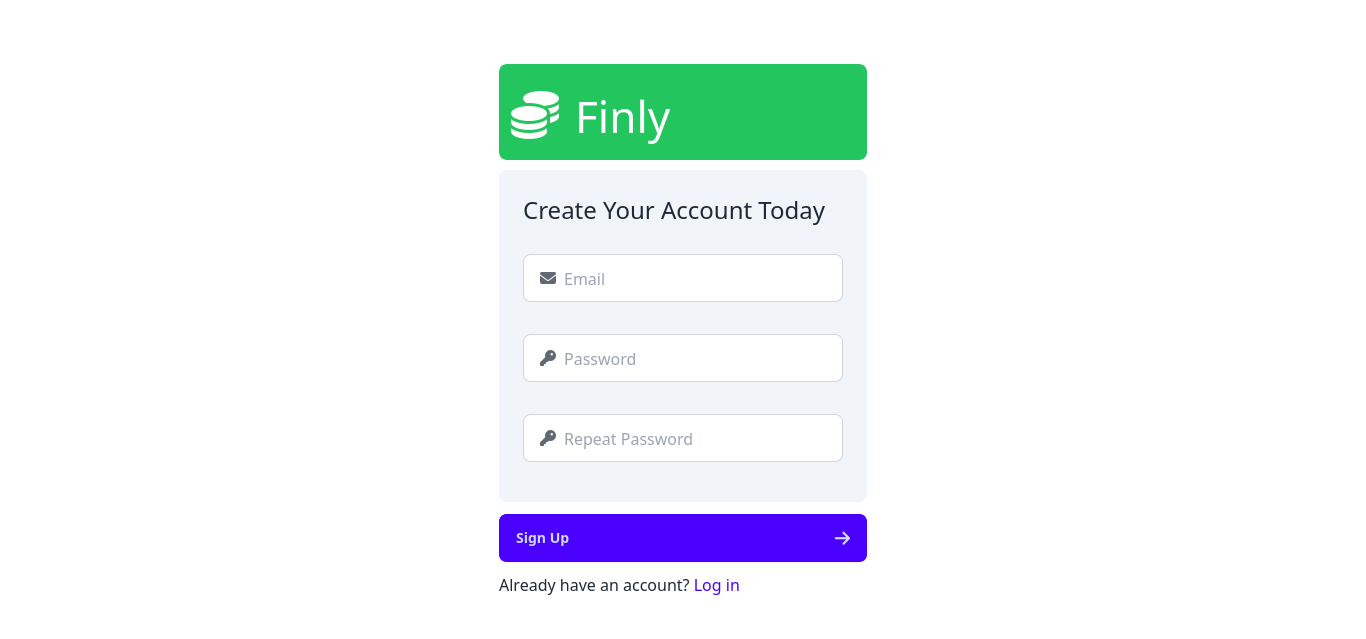 Finly
Create Your Account Today
Email
Password
Repeat Password
Sign Up
Already have an account? Log in